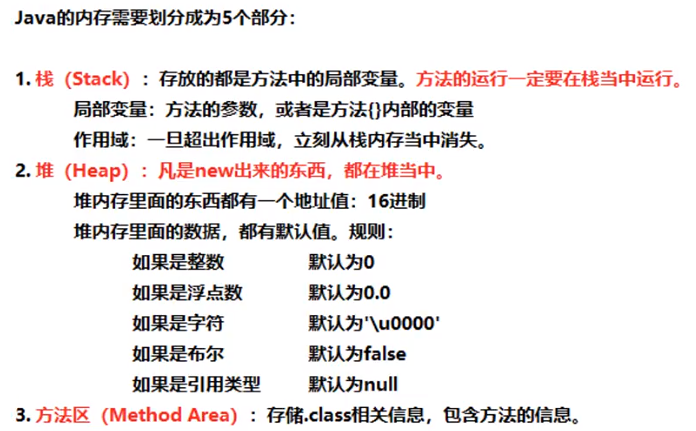 Java的内存需要划分成为5个部分：
1. 栈（Stack）：存放的都是方法中的局部变量。方法的运行一定要在栈当中运行。
局部变量：方法的参数，或者是方法{}内部的变量
作用域：一旦超出作用域，立刻从栈内存当中消失。
2. 堆（Heap）：凡是new出来的东西，都在堆当中。
堆内存里面的东西都有一个地址值：16进制
堆内存里面的数据，都有默认值。规则：
如果是整数 默认为0
如果是浮点数 默认为0.0
如果是字符 默认为'\u0000'
如果是布尔 默认为false
如果是引用类型 默认为null
3. 方法区（Method Area）：存储.class相关信息，包含方法的信息。